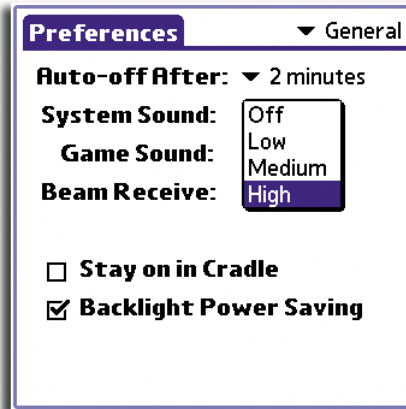 Preferences ▼ General
Auto-off After: ▼ 2 minutes
System Sound: Off
Low
Game Sound: Medium
Beam Receive: High
Stay on in Cradle
Backlight Power Saving